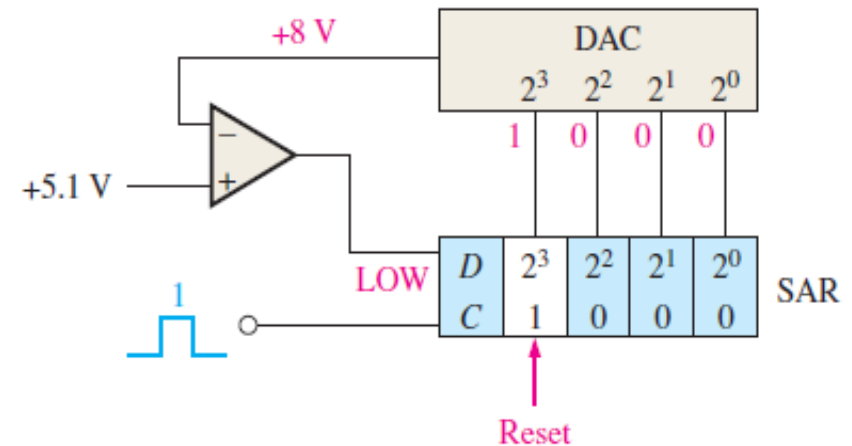 +8 V
DAC
2³ 2² 2¹ 2⁰
1 0 0 0
−
+5.1 V
+
LOW
D 2³ 2² 2¹ 2⁰
SAR
1
C 1 0 0 0
Reset